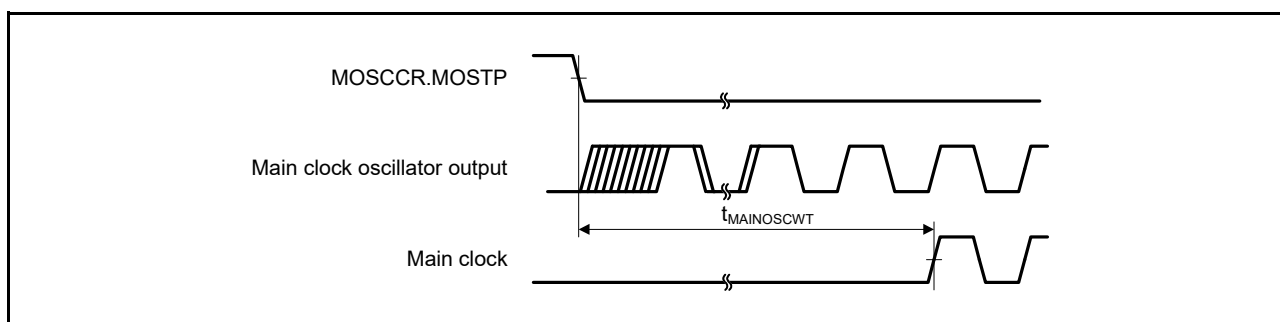 MOSCCR.MOSTP
Main clock oscillator output
tMAINOSCWT
Main clock